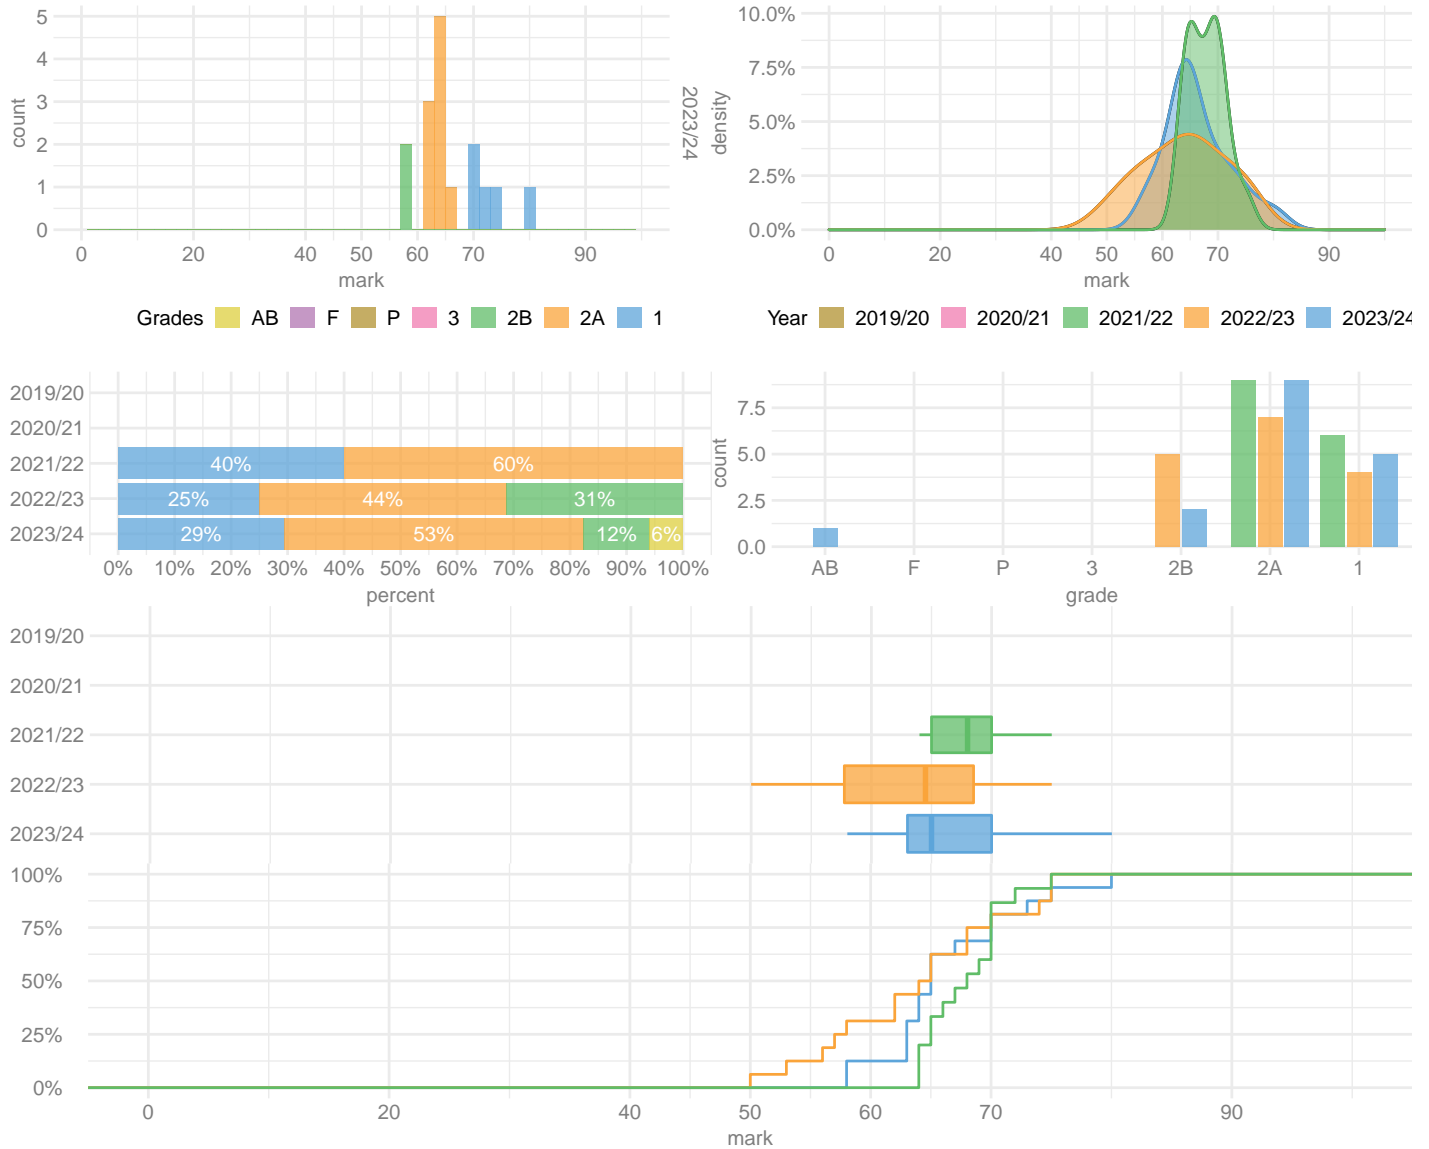 5
4
3
2
1
0
count
0 20 40 50 60 70 90
mark
2023/24
Grades AB F P 3 2B 2A 1
10.0%
7.5%
5.0%
2.5%
0.0%
density
0 20 40 50 60 70 90
mark
Year 2019/20 2020/21 2021/22 2022/23 2023/24
2019/20
2020/21
2021/22 40% 60%
2022/23 25% 44% 31%
2023/24 29% 53% 12% 6%
0% 10% 20% 30% 40% 50% 60% 70% 80% 90% 100%
percent
7.5
5.0
2.5
0.0
count
AB F P 3 2B 2A 1
grade
2019/20
2020/21
2021/22
2022/23
2023/24
100%
75%
50%
25%
0%
0 20 40 50 60 70 90
mark